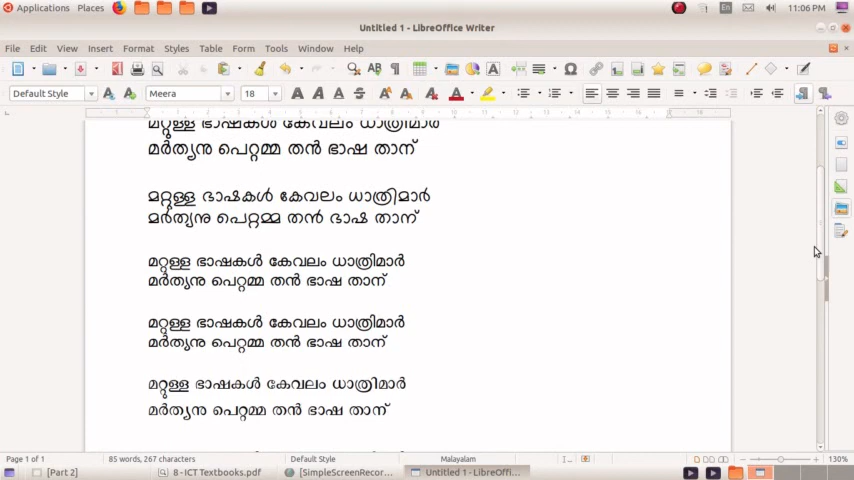 Applications Places En 11:06 PM
Untitled 1 - LibreOffice Writer
File Edit View Insert Format Styles Table Form Tools Window Help
Default Style Meera 18
മറ്റുള്ള ഭാഷകൾ കേവലം ധാത്രിമാർ
മർത്യനു പെറ്റമ്മ തൻ ഭാഷ താന്
മറ്റുള്ള ഭാഷകൾ കേവലം ധാത്രിമാർ
മർത്യനു പെറ്റമ്മ തൻ ഭാഷ താന്
മറ്റുള്ള ഭാഷകൾ കേവലം ധാത്രിമാർ
മർത്യനു പെറ്റമ്മ തൻ ഭാഷ താന്
മറ്റുള്ള ഭാഷകൾ കേവലം ധാത്രിമാർ
മർത്യനു പെറ്റമ്മ തൻ ഭാഷ താന്
മറ്റുള്ള ഭാഷകൾ കേവലം ധാത്രിമാർ
മർത്യനു പെറ്റമ്മ തൻ ഭാഷ താന്
Page 1 of 1 85 words, 267 characters Default Style Malayalam 130%
[Part 2] 8 - ICT Textbooks.pdf [SimpleScreenRecor... Untitled 1 - LibreOffi...